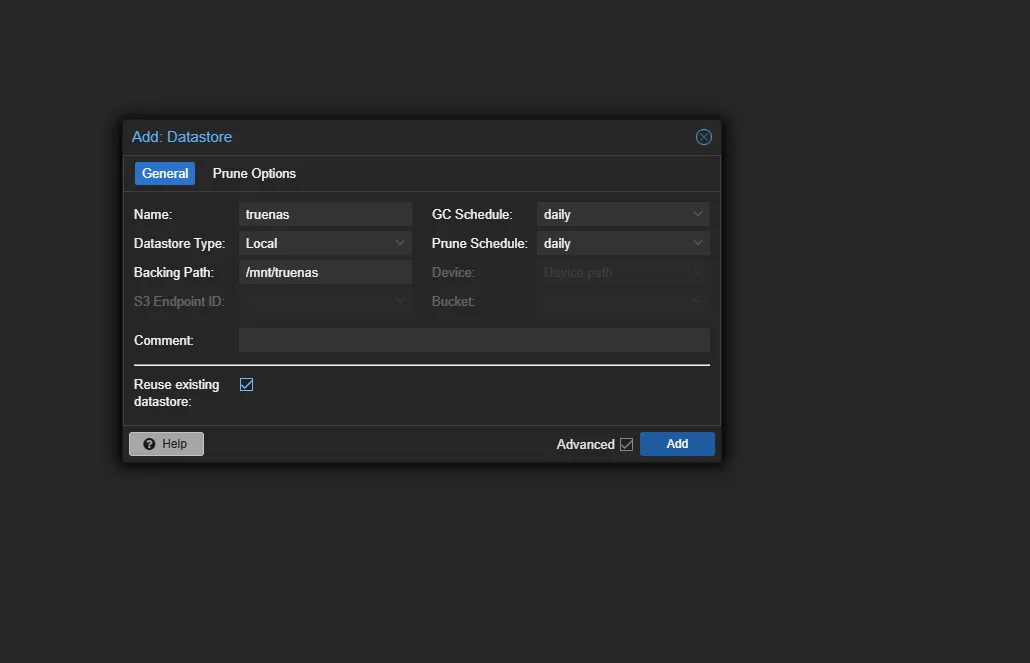 Add: Datastore
General Prune Options
Name: truenas GC Schedule: daily
Datastore Type: Local Prune Schedule: daily
Backing Path: /mnt/truenas Device: Device path
S3 Endpoint ID: Bucket:
Comment:
Reuse existing
datastore:
Help Advanced Add